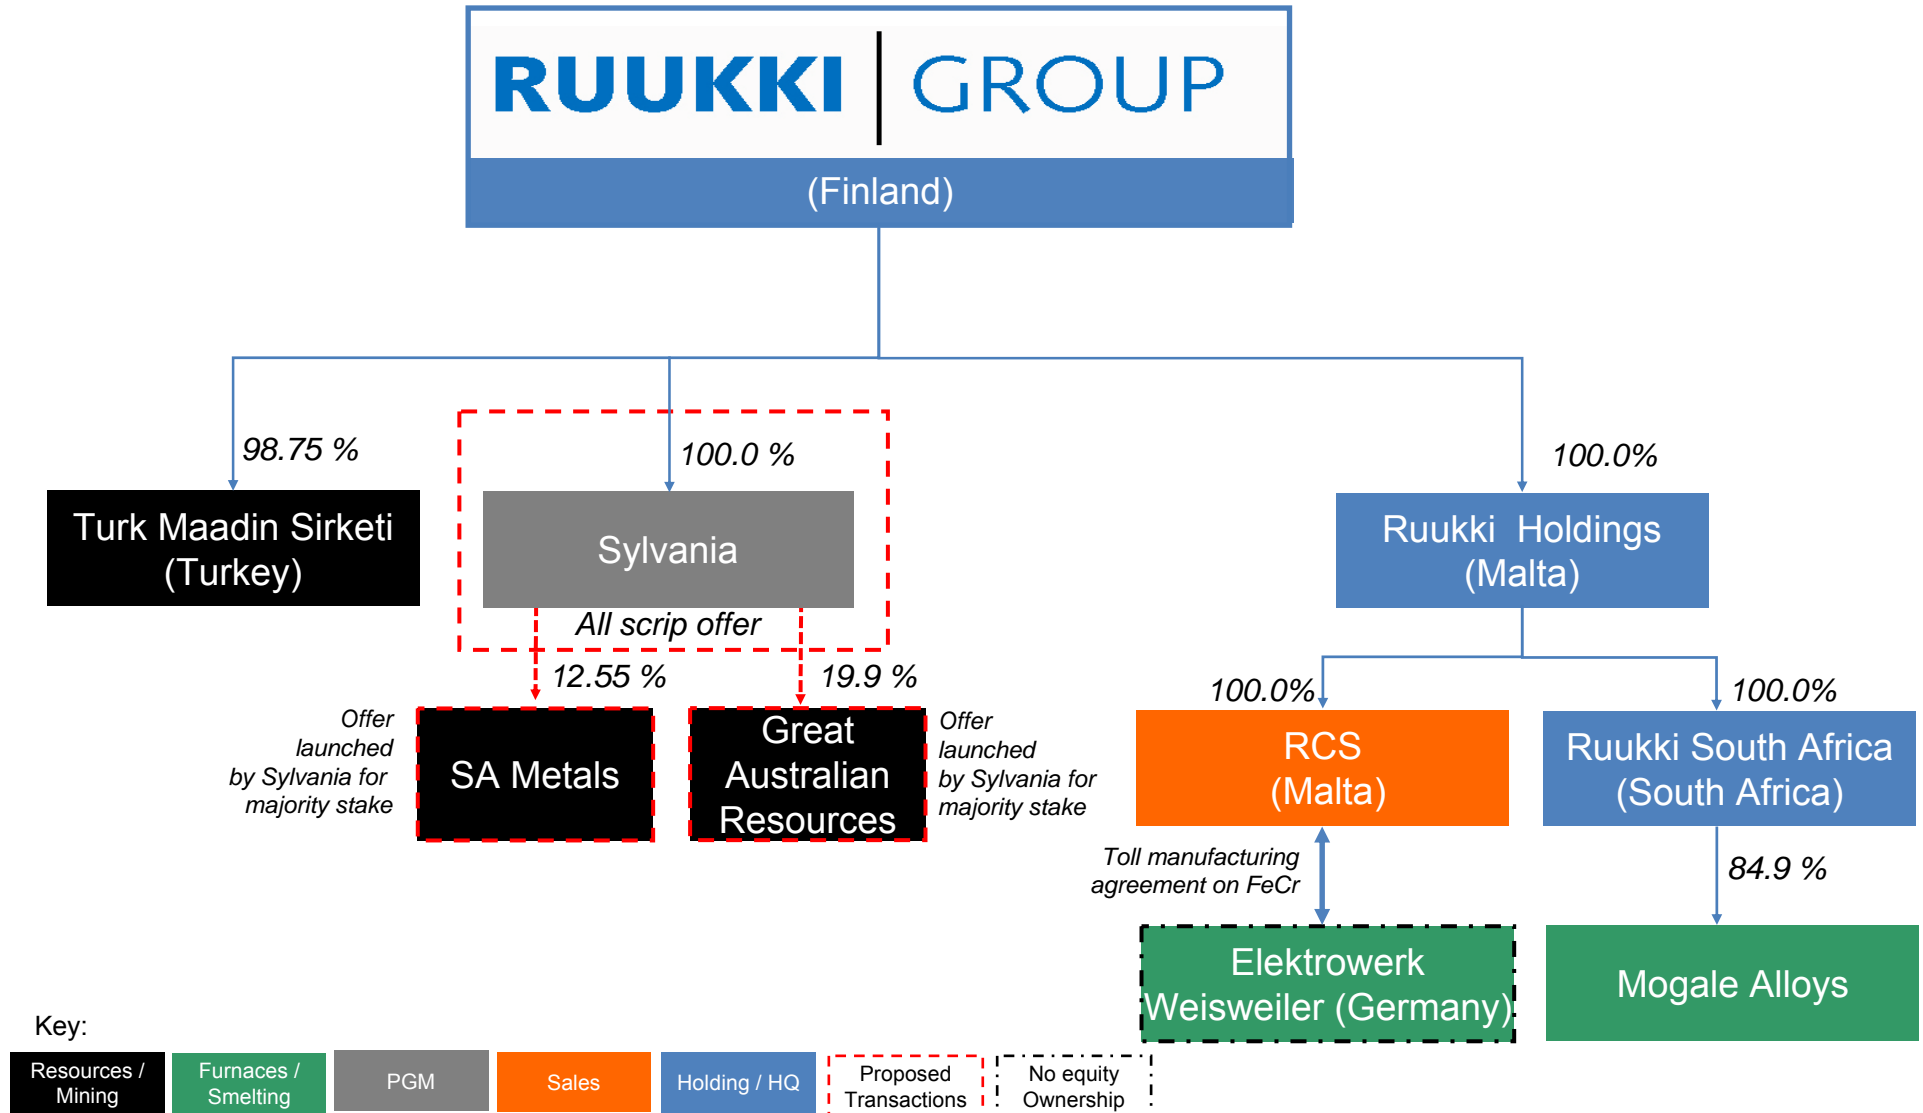 RUUKKI GROUP
(Finland)
98.75 %
100.0 %
100.0%
Turk Maadin Sirketi
(Turkey)
Sylvania
All scrip offer
Ruukki  Holdings
(Malta)
12.55 %
19.9 %
100.0%
100.0%
Offer
launched
by Sylvania for
majority stake
SA Metals
Great
Australian
Resources
Offer
launched
by Sylvania for
majority stake
RCS
(Malta)
Ruukki South Africa
(South Africa)
Toll manufacturing
agreement on FeCr
84.9 %
Elektrowerk
Weisweiler (Germany)
Mogale Alloys
Key:
Resources /
Mining
Furnaces /
Smelting
PGM
Sales
Holding / HQ
Proposed
Transactions
No equity
Ownership